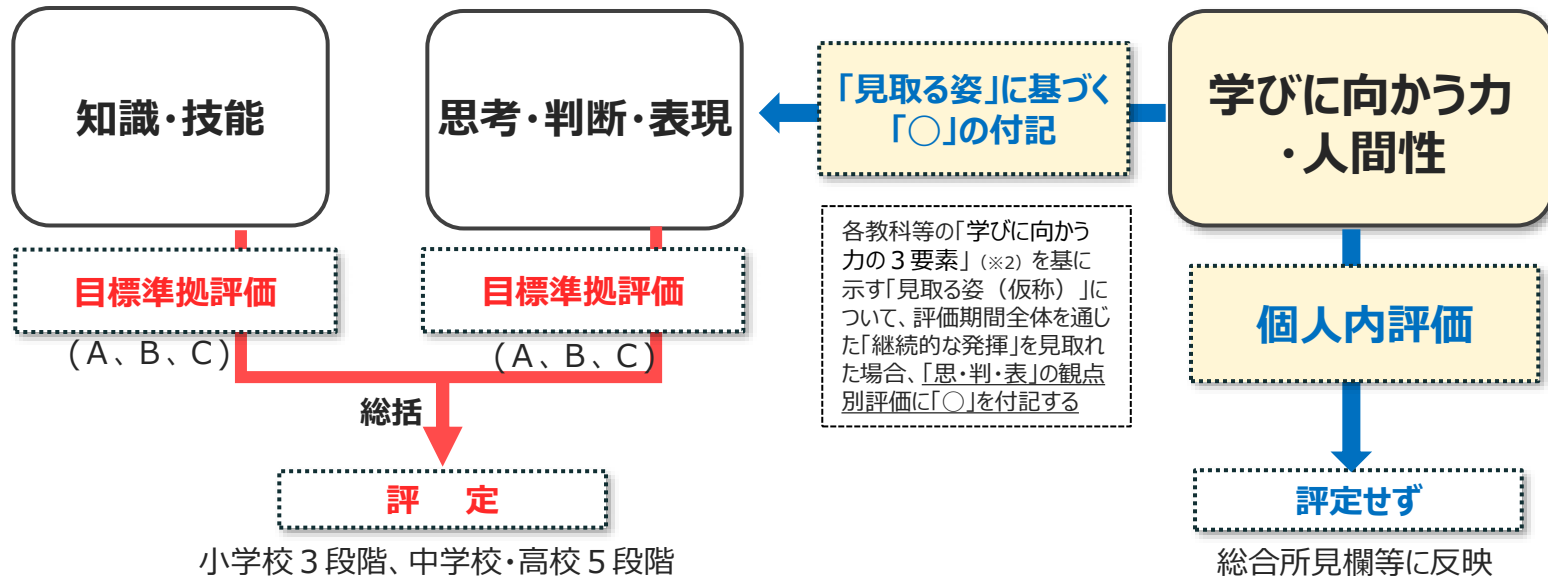 知識・技能
目標準拠評価
(A、B、C)
思考・判断・表現
目標準拠評価
(A、B、C)
総括
評　定
小学校３段階、中学校・高校５段階
「見取る姿」に基づく
「○」の付記
各教科等の「学びに向かう
力の３要素」(※2) を基に
示す「見取る姿（仮称）」に
ついて、評価期間全体を通じ
た「継続的な発揮」を見取れ
た場合、「思・判・表」の観点
別評価に「○」を付記する
学びに向かう力
・人間性
個人内評価
評定せず
総合所見欄等に反映